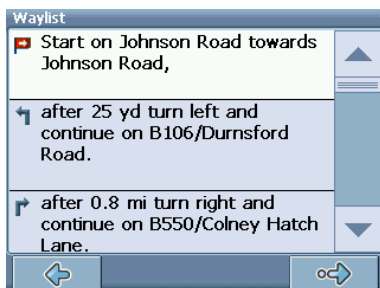 Waylist
Start on Johnson Road towards
Johnson Road,
after 25 yd turn left and
continue on B106/Durnsford
Road.
after 0.8 mi turn right and
continue on B550/Colney Hatch
Lane.